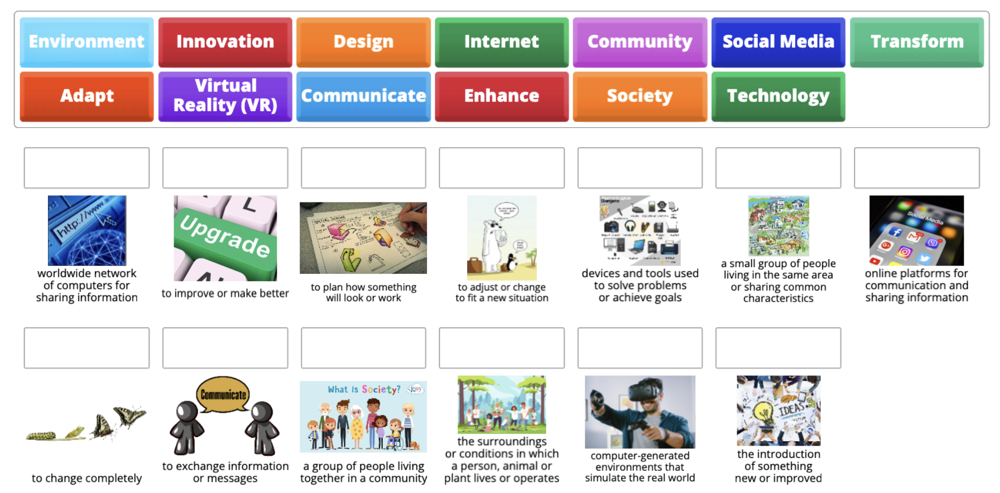 Environment
Innovation
Design
Internet
Community
Social Media
Transform
Adapt
Virtual
Reality (VR)
Communicate
Enhance
Society
Technology
http://www
worldwide network
of computers for
sharing information
L
Upgrade
to improve or make better
to plan how something
will look or work
to adjust or change
to fit a new situation
Gadgets
devices and tools used
to solve problems
or achieve goals
a small group of people
living in the same area
or sharing common
characteristics
Social Media
online platforms for
communication and
sharing information
to change completely
Communicate
to exchange information
or messages
What Is Society?
KIDS
a group of people living
together in a community
the surroundings
or conditions in which
a person, animal or
plant lives or operates
computer-generated
environments that
simulate the real world
IDEAS
the introduction
of something
new or improved